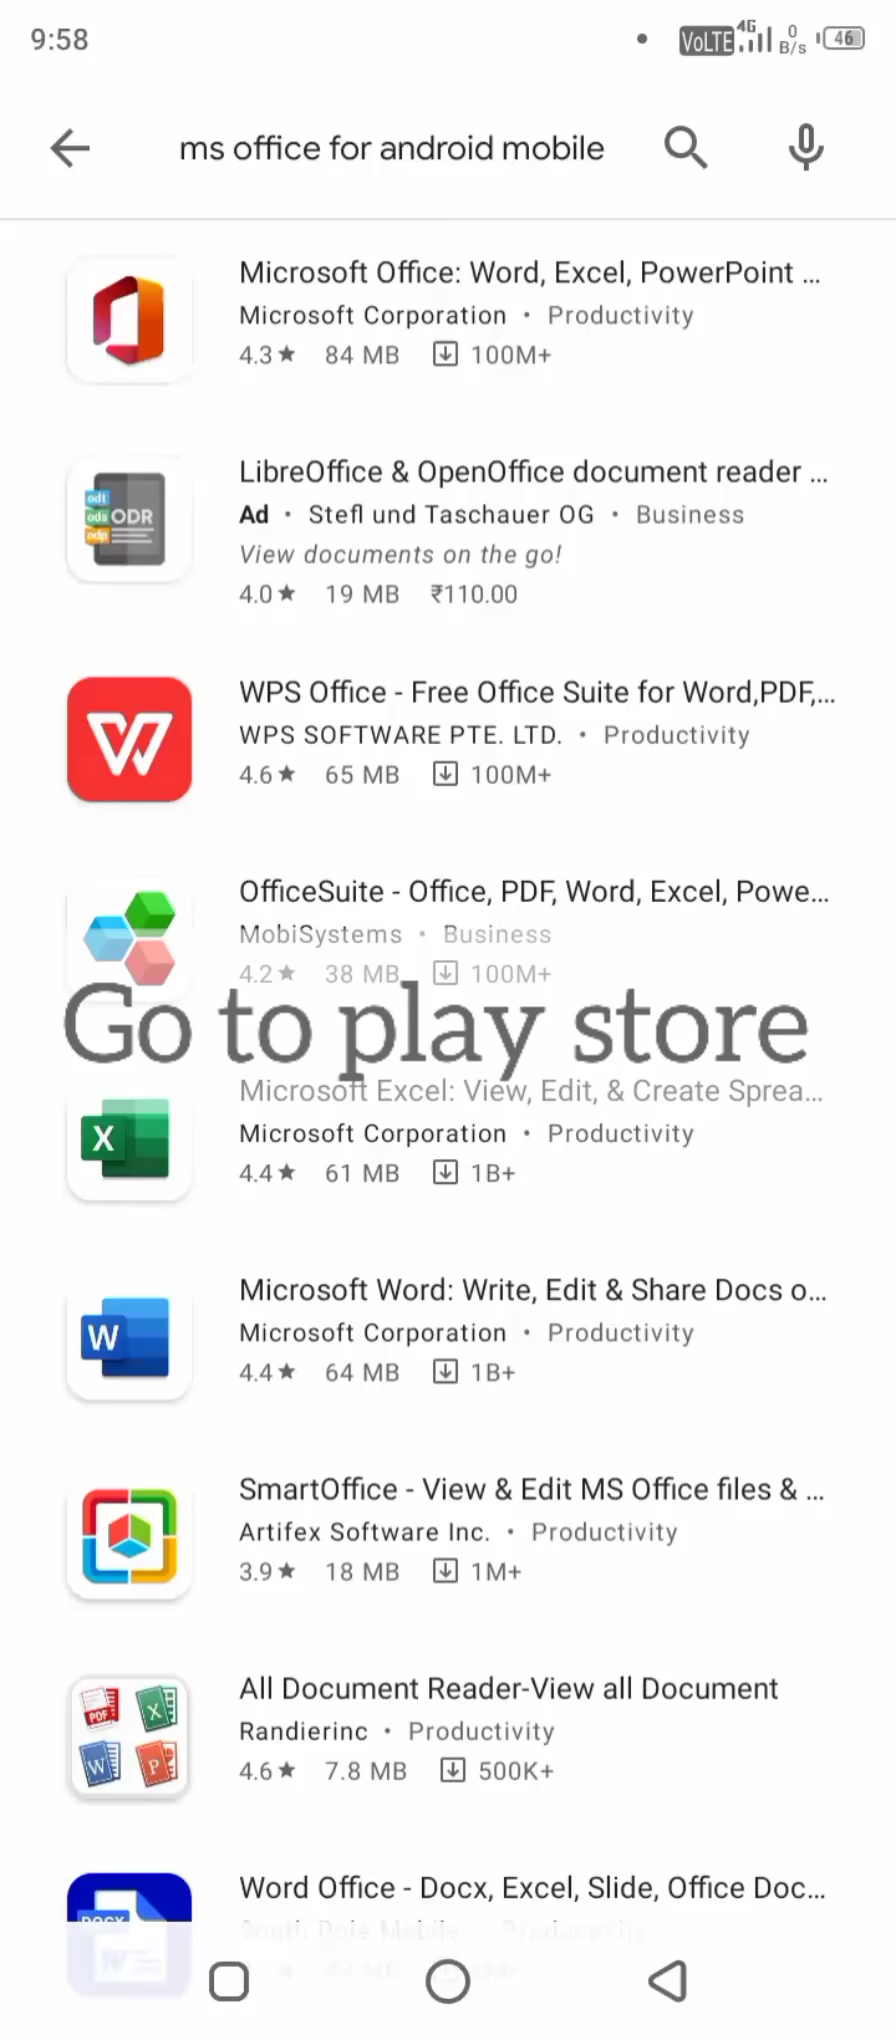 9:58
VoLTE 4G 0 B/s 46
ms office for android mobile
Microsoft Office: Word, Excel, PowerPoint ...
Microsoft Corporation • Productivity
4.3★ 84 MB 100M+
odt
ods ODR
odp
LibreOffice & OpenOffice document reader ...
Ad • Stefl und Taschauer OG • Business
View documents on the go!
4.0★ 19 MB ₹110.00
WPS Office - Free Office Suite for Word,PDF,...
WPS SOFTWARE PTE. LTD. • Productivity
4.6★ 65 MB 100M+
OfficeSuite - Office, PDF, Word, Excel, Powe...
MobiSystems • Business
4.2★ 38 MB 100M+
Go to play store
Microsoft Excel: View, Edit, & Create Sprea...
X
Microsoft Corporation • Productivity
4.4★ 61 MB 1B+
Microsoft Word: Write, Edit & Share Docs o...
W
Microsoft Corporation • Productivity
4.4★ 64 MB 1B+
SmartOffice - View & Edit MS Office files & ...
Artifex Software Inc. • Productivity
3.9★ 18 MB 1M+
All Document Reader-View all Document
PDF X
Randierinc • Productivity
W P
4.6★ 7.8 MB 500K+
Word Office - Docx, Excel, Slide, Office Doc...
DOCX
South Pole Mobile Productivity
W